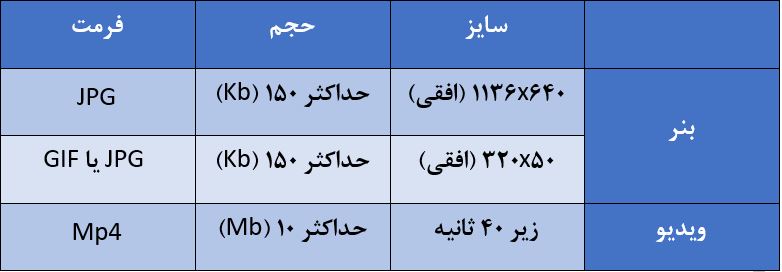 سایز حجم فرمت
بنر ۱۱۳۶x۶۴۰ (افقی) حداکثر ۱۵۰ (Kb) JPG
۳۲۰x۵۰ (افقی) حداکثر ۱۵۰ (Kb) JPG یا GIF
ویدیو زیر ۴۰ ثانیه حداکثر ۱۰ (Mb) Mp4